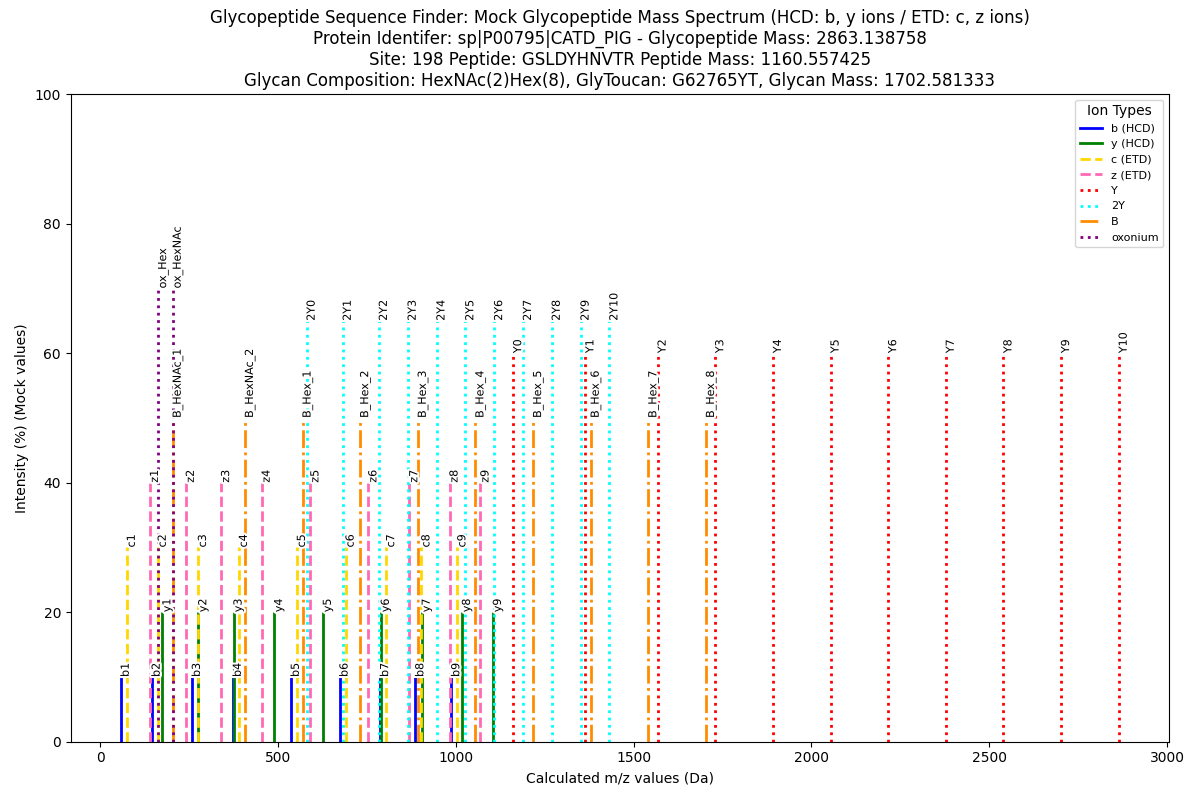 Glycopeptide Sequence Finder: Mock Glycopeptide Mass Spectrum (HCD: b, y ions / ETD: c, z ions)
Protein Identifer: sp|P00795|CATD_PIG - Glycopeptide Mass: 2863.138758
Site: 198 Peptide: GSLDYHNVTR Peptide Mass: 1160.557425
Glycan Composition: HexNAc(2)Hex(8), GlyToucan: G62765YT, Glycan Mass: 1702.581333
Intensity (%) (Mock values)
100
80
60
40
20
0
Ion Types
b (HCD)
y (HCD)
c (ETD)
z (ETD)
Y
2Y
B
oxonium
ox_Hex
ox_HexNAc
2Y0
2Y1
2Y2
2Y3
2Y4
2Y5
2Y6
2Y7
2Y8
2Y9
2Y10
Y0
Y1
Y2
Y3
Y4
Y5
Y6
Y7
Y8
Y9
Y10
B_HexNAc_1
B_HexNAc_2
B_Hex_1
B_Hex_2
B_Hex_3
B_Hex_4
B_Hex_5
B_Hex_6
B_Hex_7
B_Hex_8
z1
z2
z3
z4
z5
z6
z7
z8
z9
c1
c2
c3
c4
c5
c6
c7
c8
c9
y1
y2
y3
y4
y5
y6
y7
y8
y9
b1
b2
b3
b4
b5
b6
b7
b8
b9
0
500
1000
1500
2000
2500
3000
Calculated m/z values (Da)